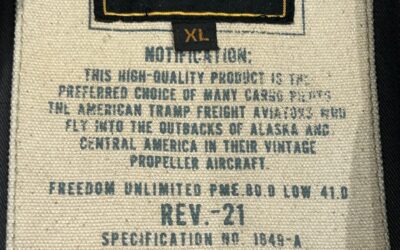 XL
NOTIFICATION:
THIS HIGH-QUALITY PRODUCT IS THE
PREFERRED CHOICE OF MANY CARGO PILOTS
THE AMERICAN TRAMP FREIGHT AVIATORS WHO
FLY INTO THE OUTBACKS OF ALASKA AND
CENTRAL AMERICA IN THEIR VINTAGE
PROPELLER AIRCRAFT.
FREEDOM UNLIMITED PME.80.0 LOW 41.0
REV.-21
SPECIFICATION NO. 1849-A